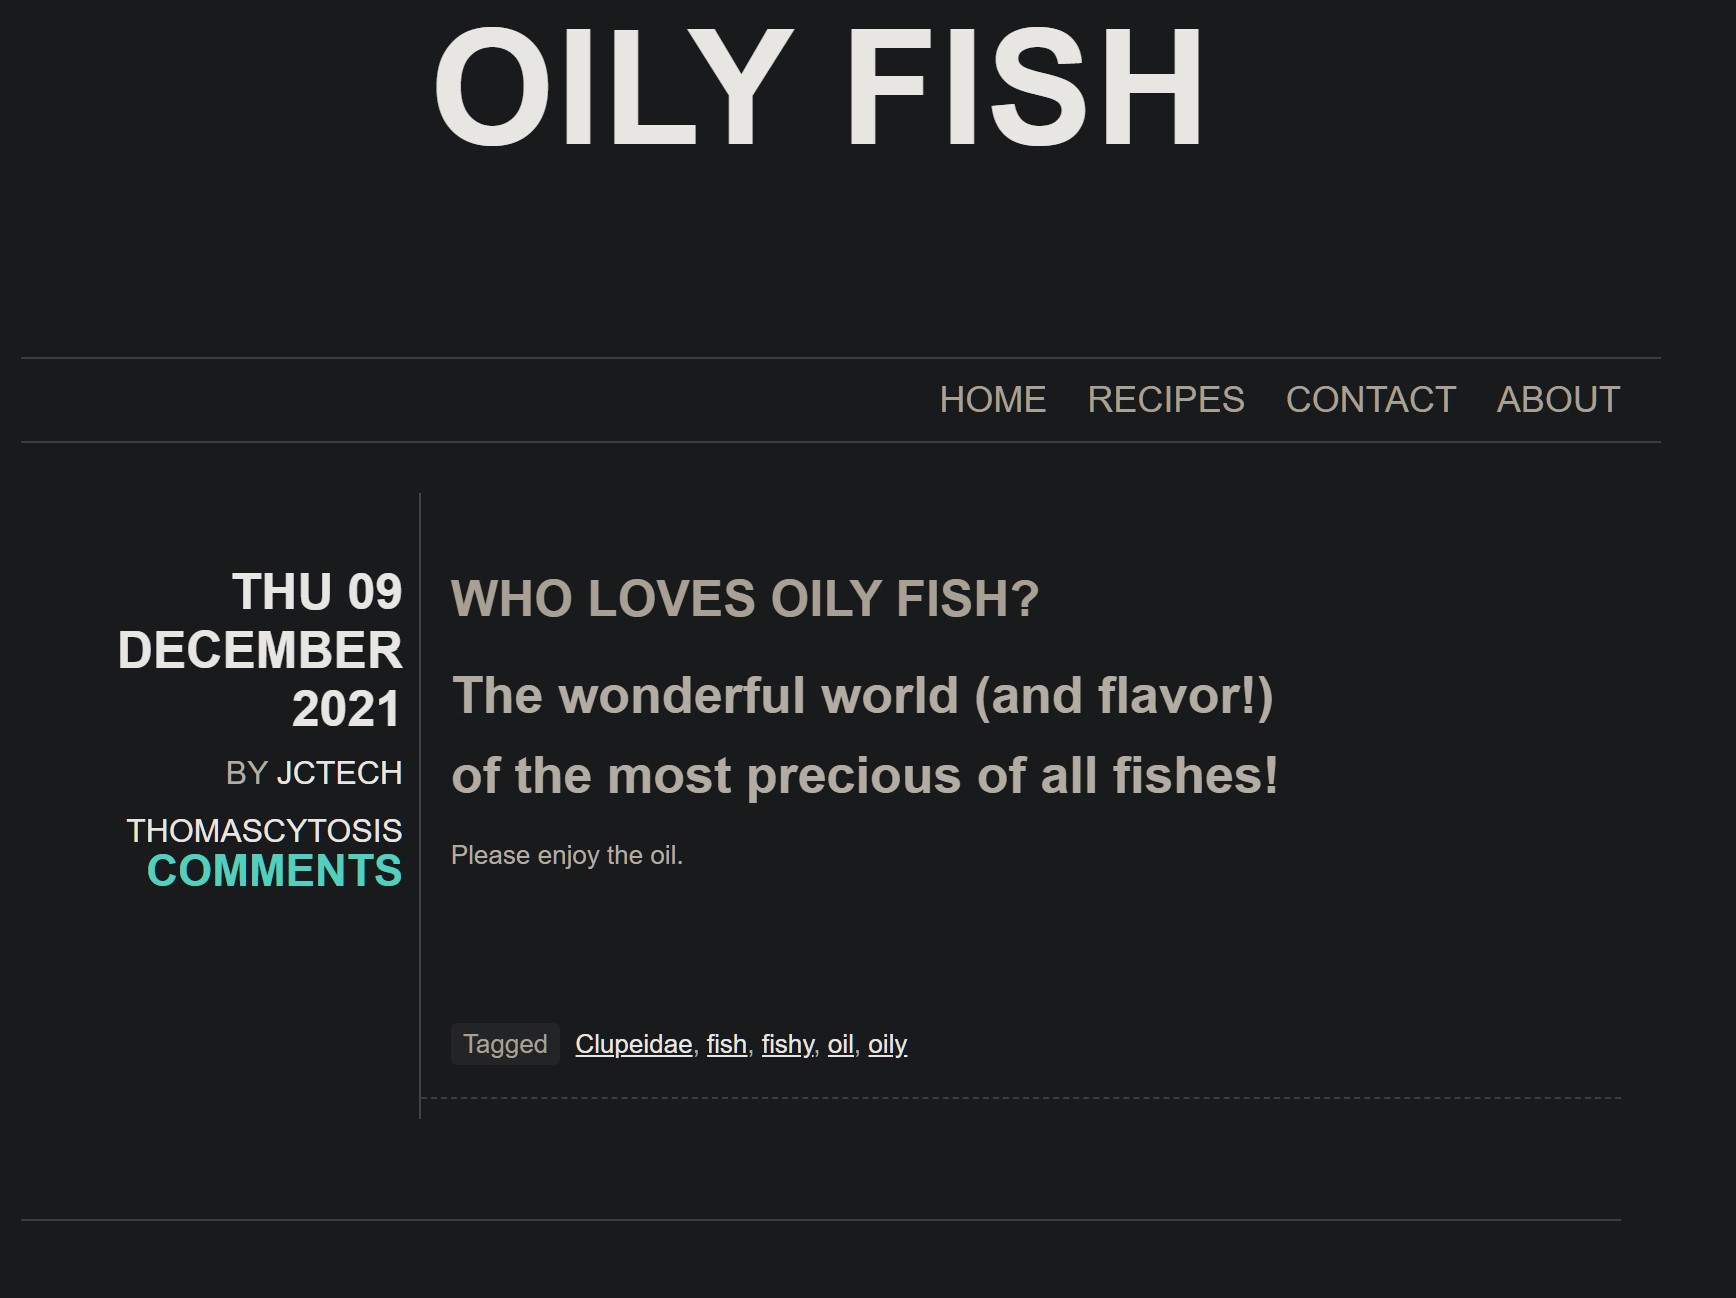 OILY FISH
HOME RECIPES CONTACT ABOUT
THU 09
DECEMBER
2021
BY JCTECH
THOMASCYTOSIS
COMMENTS
WHO LOVES OILY FISH?
The wonderful world (and flavor!)
of the most precious of all fishes!
Please enjoy the oil.
Tagged Clupeidae, fish, fishy, oil, oily